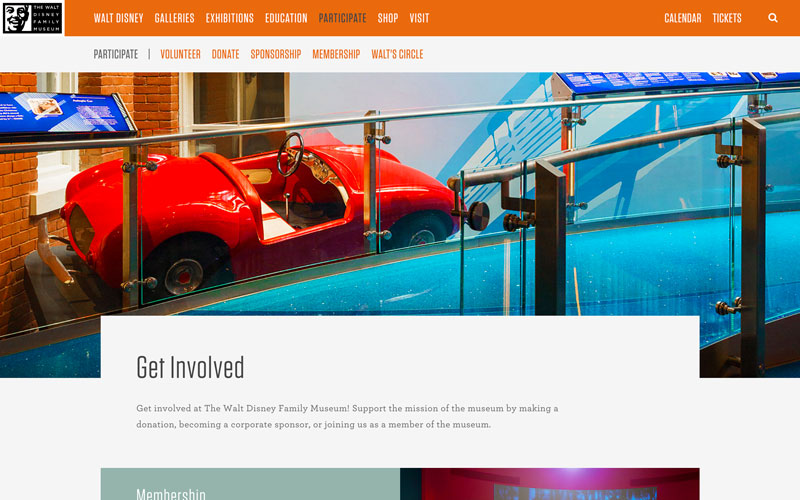 THE WALT
DISNEY
FAMILY
MUSEUM
WALT DISNEY GALLERIES EXHIBITIONS EDUCATION PARTICIPATE SHOP VISIT CALENDAR TICKETS
PARTICIPATE | VOLUNTEER DONATE SPONSORSHIP MEMBERSHIP WALT'S CIRCLE
Get Involved
Get involved at The Walt Disney Family Museum! Support the mission of the museum by making a
donation, becoming a corporate sponsor, or joining us as a member of the museum.
Membership